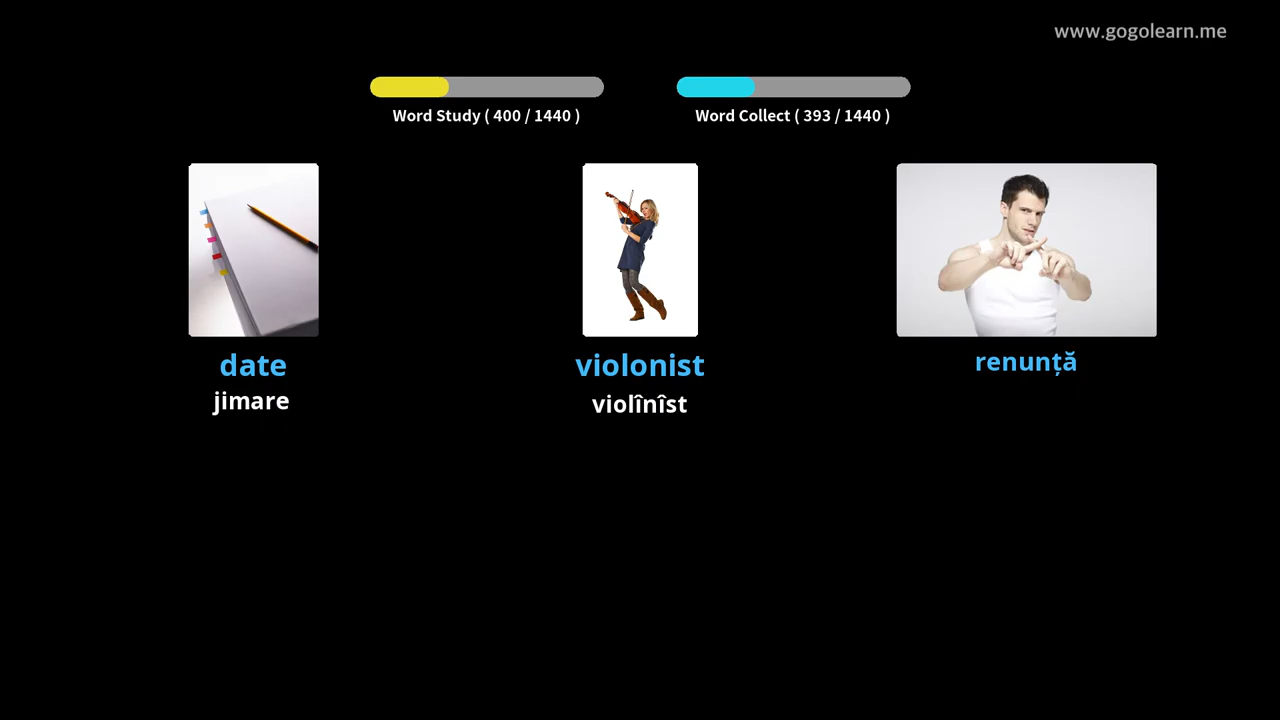 www.gogolearn.me
Word Study ( 400 / 1440 )
Word Collect ( 393 / 1440 )
date
jimare
violonist
violînîst
renunță